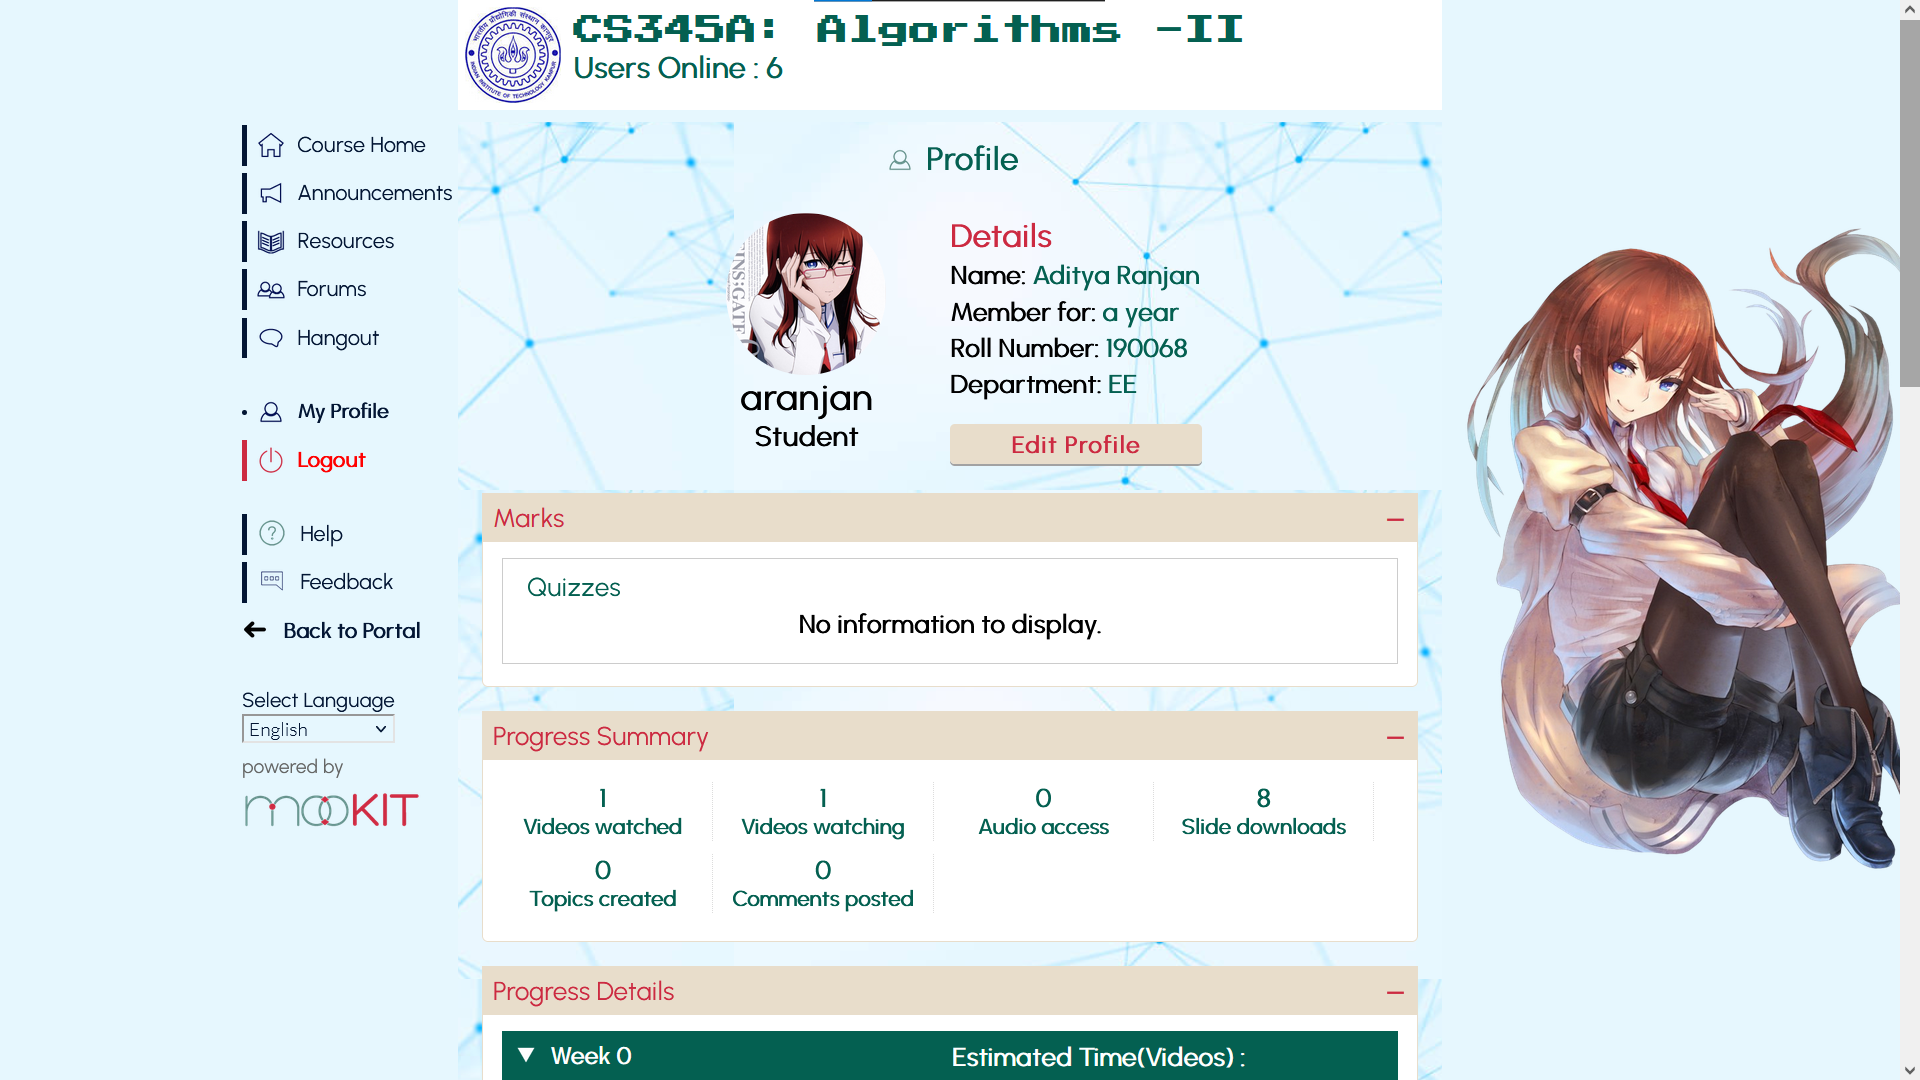 CS345A: Algorithms -II
Users Online : 6
Course Home
Announcements
Resources
Forums
Hangout
My Profile
Logout
Help
Feedback
Back to Portal
Select Language
English
powered by
mooKIT
Profile
aranjan
Student
Details
Name: Aditya Ranjan
Member for: a year
Roll Number: 190068
Department: EE
Edit Profile
Marks
Quizzes
No information to display.
Progress Summary
1
Videos watched
1
Videos watching
0
Audio access
8
Slide downloads
0
Topics created
0
Comments posted
Progress Details
Week 0
Estimated Time(Videos) :